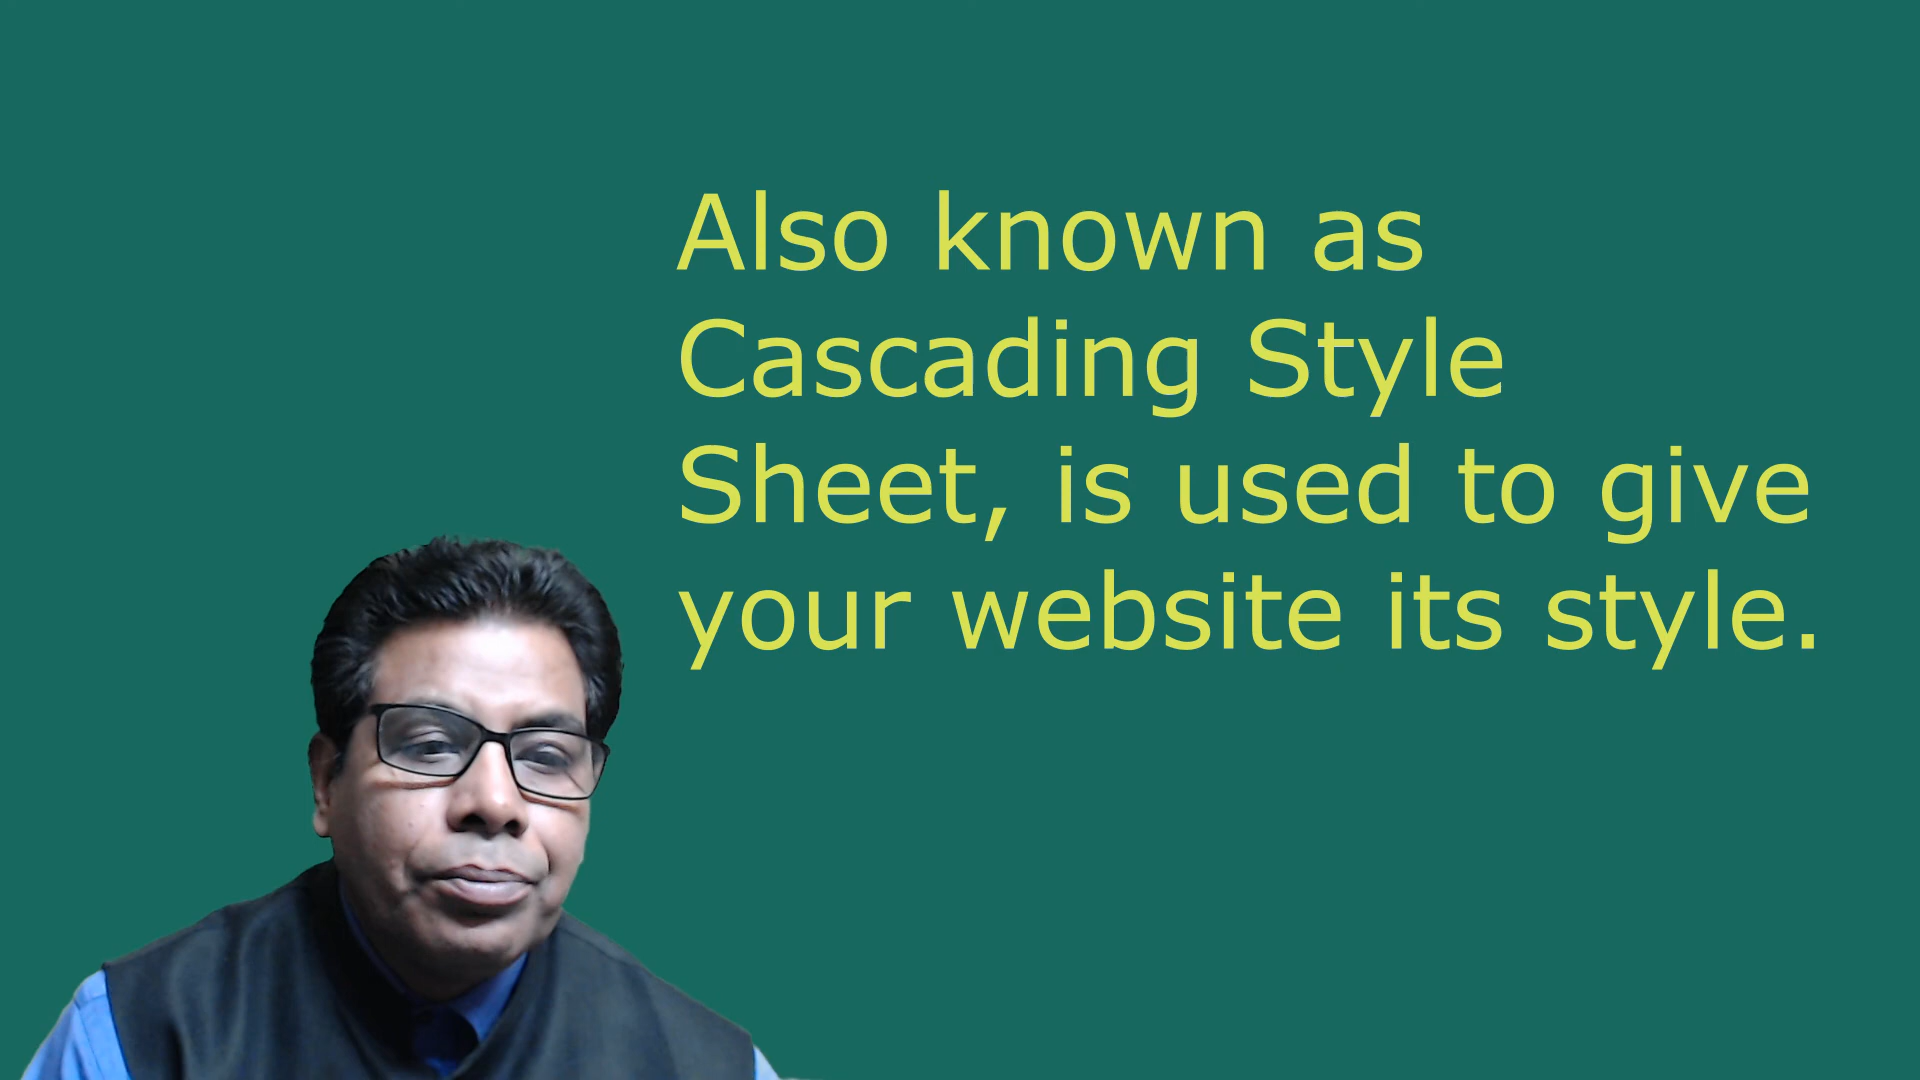 Also known as
Cascading Style
Sheet, is used to give
your website its style.